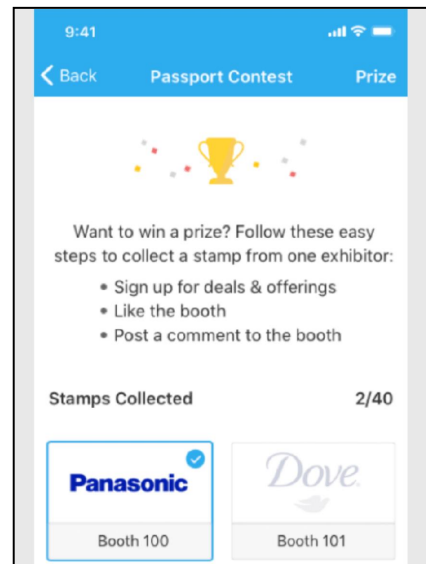 9:41
Back Passport Contest Prize
Want to win a prize? Follow these easy
steps to collect a stamp from one exhibitor:
• Sign up for deals & offerings
• Like the booth
• Post a comment to the booth
Stamps Collected 2/40
Panasonic Dove
Booth 100 Booth 101